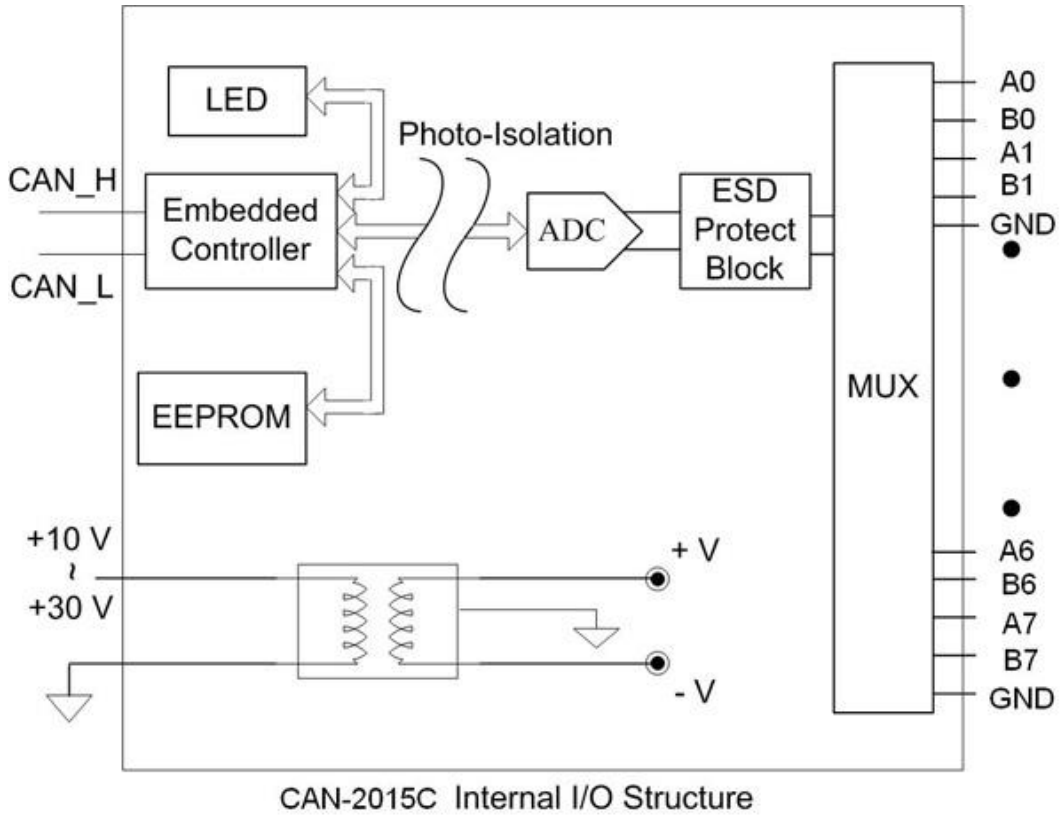 LED
Photo-Isolation
CAN_H
Embedded
Controller
CAN_L
ADC
ESD
Protect
Block
MUX
A0
B0
A1
B1
GND
EEPROM
+10 V
~
+30 V
+ V
- V
A6
B6
A7
B7
GND
CAN-2015C Internal I/O Structure